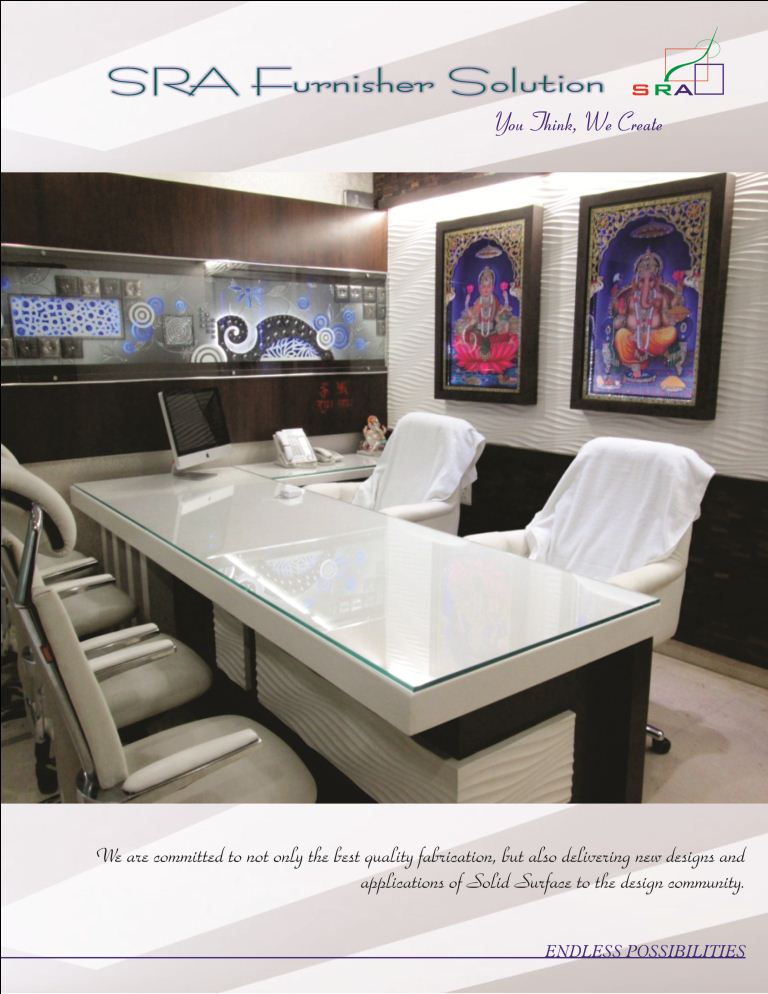 SRA Furnisher Solution
SRA
You Think, We Create
We are committed to not only the best quality fabrication, but also delivering new designs and
applications of Solid Surface to the design community.
ENDLESS POSSIBILITIES